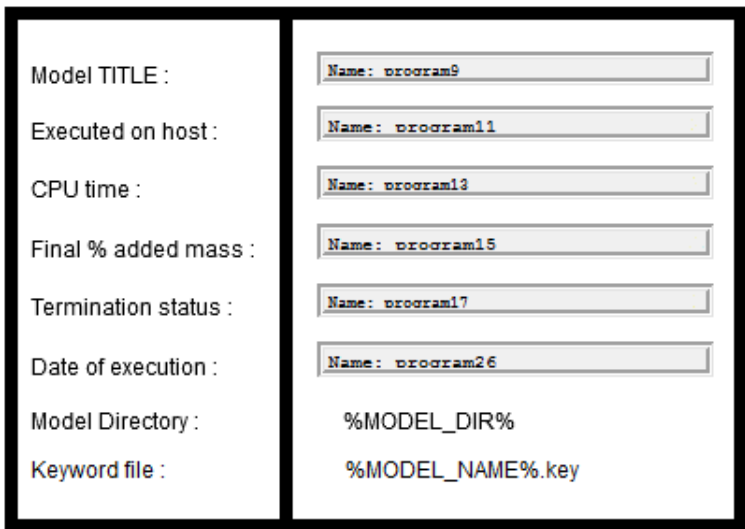 Model TITLE : Name: program9
Executed on host : Name: program11
CPU time : Name: program13
Final % added mass : Name: program15
Termination status : Name: program17
Date of execution : Name: program26
Model Directory : %MODEL_DIR%
Keyword file : %MODEL_NAME%.key